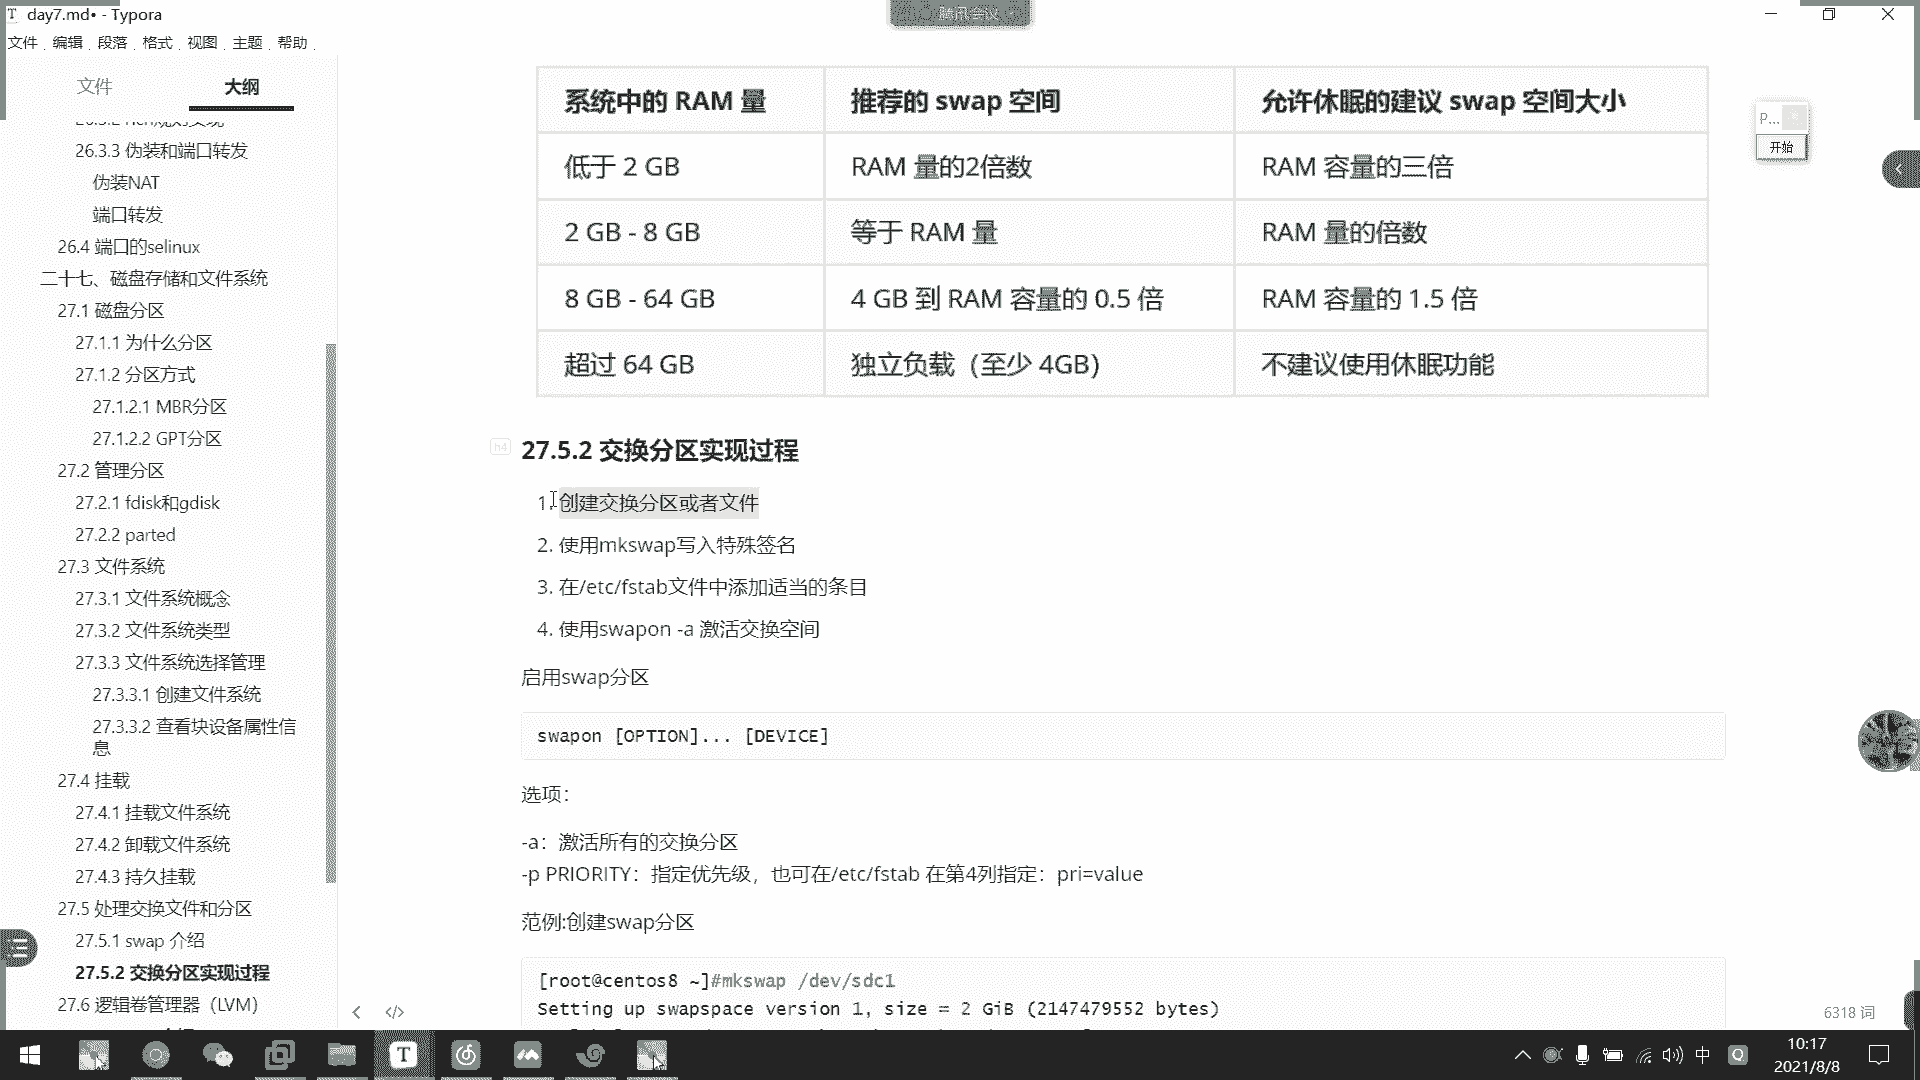 day7.md• - Typora
腾讯会议
文件 编辑 段落 格式 视图 主题 帮助
文件 大纲
26.3.3 伪装和端口转发
伪装NAT
端口转发
26.4 端口的selinux
二十七、磁盘存储和文件系统
27.1 磁盘分区
27.1.1 为什么分区
27.1.2 分区方式
27.1.2.1 MBR分区
27.1.2.2 GPT分区
27.2 管理分区
27.2.1 fdisk和gdisk
27.2.2 parted
27.3 文件系统
27.3.1 文件系统概念
27.3.2 文件系统类型
27.3.3 文件系统选择管理
27.3.3.1 创建文件系统
27.3.3.2 查看块设备属性信
息
27.4 挂载
27.4.1 挂载文件系统
27.4.2 卸载文件系统
27.4.3 持久挂载
27.5 处理交换文件和分区
27.5.1 swap 介绍
27.5.2 交换分区实现过程
27.6 逻辑卷管理器（LVM）
系统中的 RAM 量 推荐的 swap 空间 允许休眠的建议 swap 空间大小
低于 2 GB RAM 量的2倍数 RAM 容量的三倍
2 GB - 8 GB 等于 RAM 量 RAM 量的倍数
8 GB - 64 GB 4 GB 到 RAM 容量的 0.5 倍 RAM 容量的 1.5 倍
超过 64 GB 独立负载（至少 4GB） 不建议使用休眠功能
h4
27.5.2 交换分区实现过程
1. 创建交换分区或者文件
2. 使用mkswap写入特殊签名
3. 在/etc/fstab文件中添加适当的条目
4. 使用swapon -a 激活交换空间
启用swap分区
swapon [OPTION]... [DEVICE]
选项：
-a：激活所有的交换分区
-p PRIORITY：指定优先级，也可在/etc/fstab 在第4列指定：pri=value
范例:创建swap分区
[root@centos8 ~]#mkswap /dev/sdc1
Setting up swapspace version 1, size = 2 GiB (2147479552 bytes)
P...
开始
6318 词
中
10:17
2021/8/8